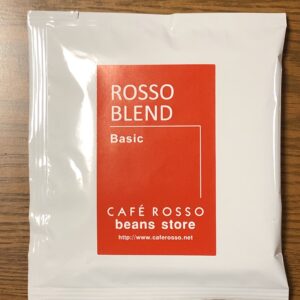 ROSSO
BLEND
Basic
CAFÉ ROSSO
beans store
http://www.caferosso.net